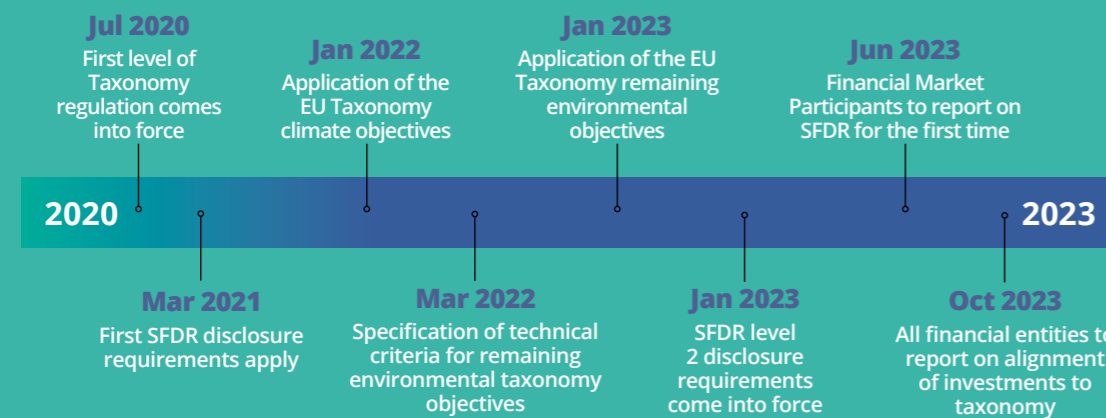 Jul 2020
First level of
Taxonomy
regulation comes
into force
Jan 2022
Application of the
EU Taxonomy
climate objectives
Jan 2023
Application of the EU
Taxonomy remaining
environmental
objectives
Jun 2023
Financial Market
Participants to report on
SFDR for the first time
2020
2023
Mar 2021
First SFDR disclosure
requirements apply
Mar 2022
Specification of technical
criteria for remaining
environmental taxonomy
objectives
Jan 2023
SFDR level
2 disclosure
requirements
come into force
Oct 2023
All financial entities to
report on alignment
of investments to
taxonomy